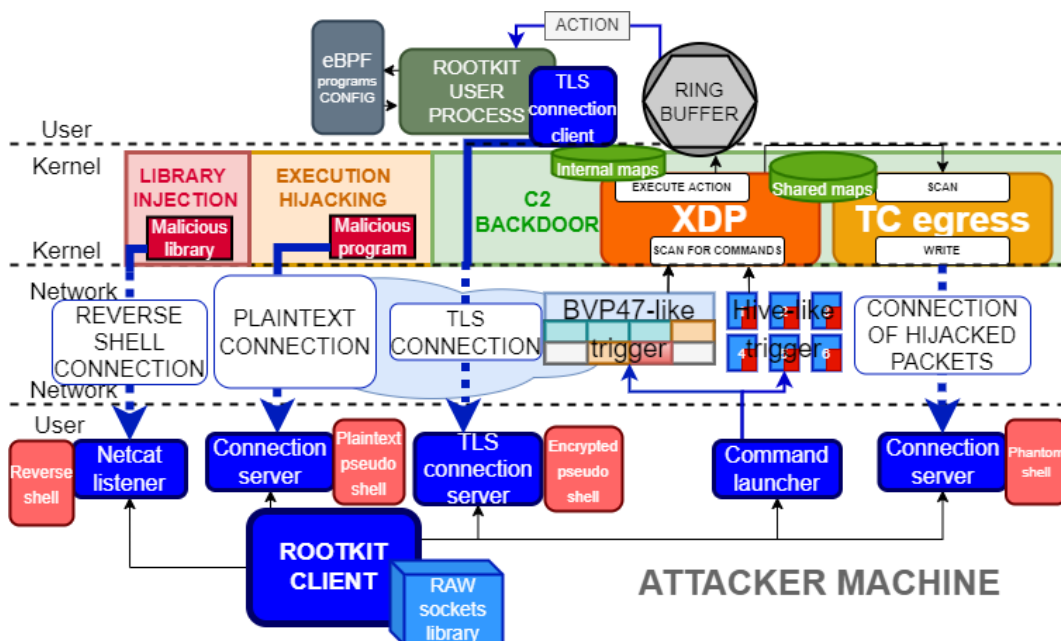 ACTION
eBPF
programs
CONFIG
ROOTKIT
USER
PROCESS
TLS
connection
client
RING
BUFFER
User
Kernel
LIBRARY
INJECTION
Malicious
library
EXECUTION
HIJACKING
Malicious
program
C2
BACKDOOR
Internal maps
EXECUTE ACTION
XDP
SCAN FOR COMMANDS
Shared maps
SCAN
TC egress
WRITE
Kernel
Network
REVERSE
SHELL
CONNECTION
PLAINTEXT
CONNECTION
TLS
CONNECTION
BVP47-like
trigger
Hive-like
trigger
4
6
CONNECTION
OF HIJACKED
PACKETS
Network
User
Reverse
shell
Netcat
listener
Connection
server
Plaintext
pseudo
shell
TLS
connection
server
Encrypted
pseudo
shell
Command
launcher
Connection
server
Phantom
shell
ROOTKIT
CLIENT
RAW
sockets
library
ATTACKER MACHINE